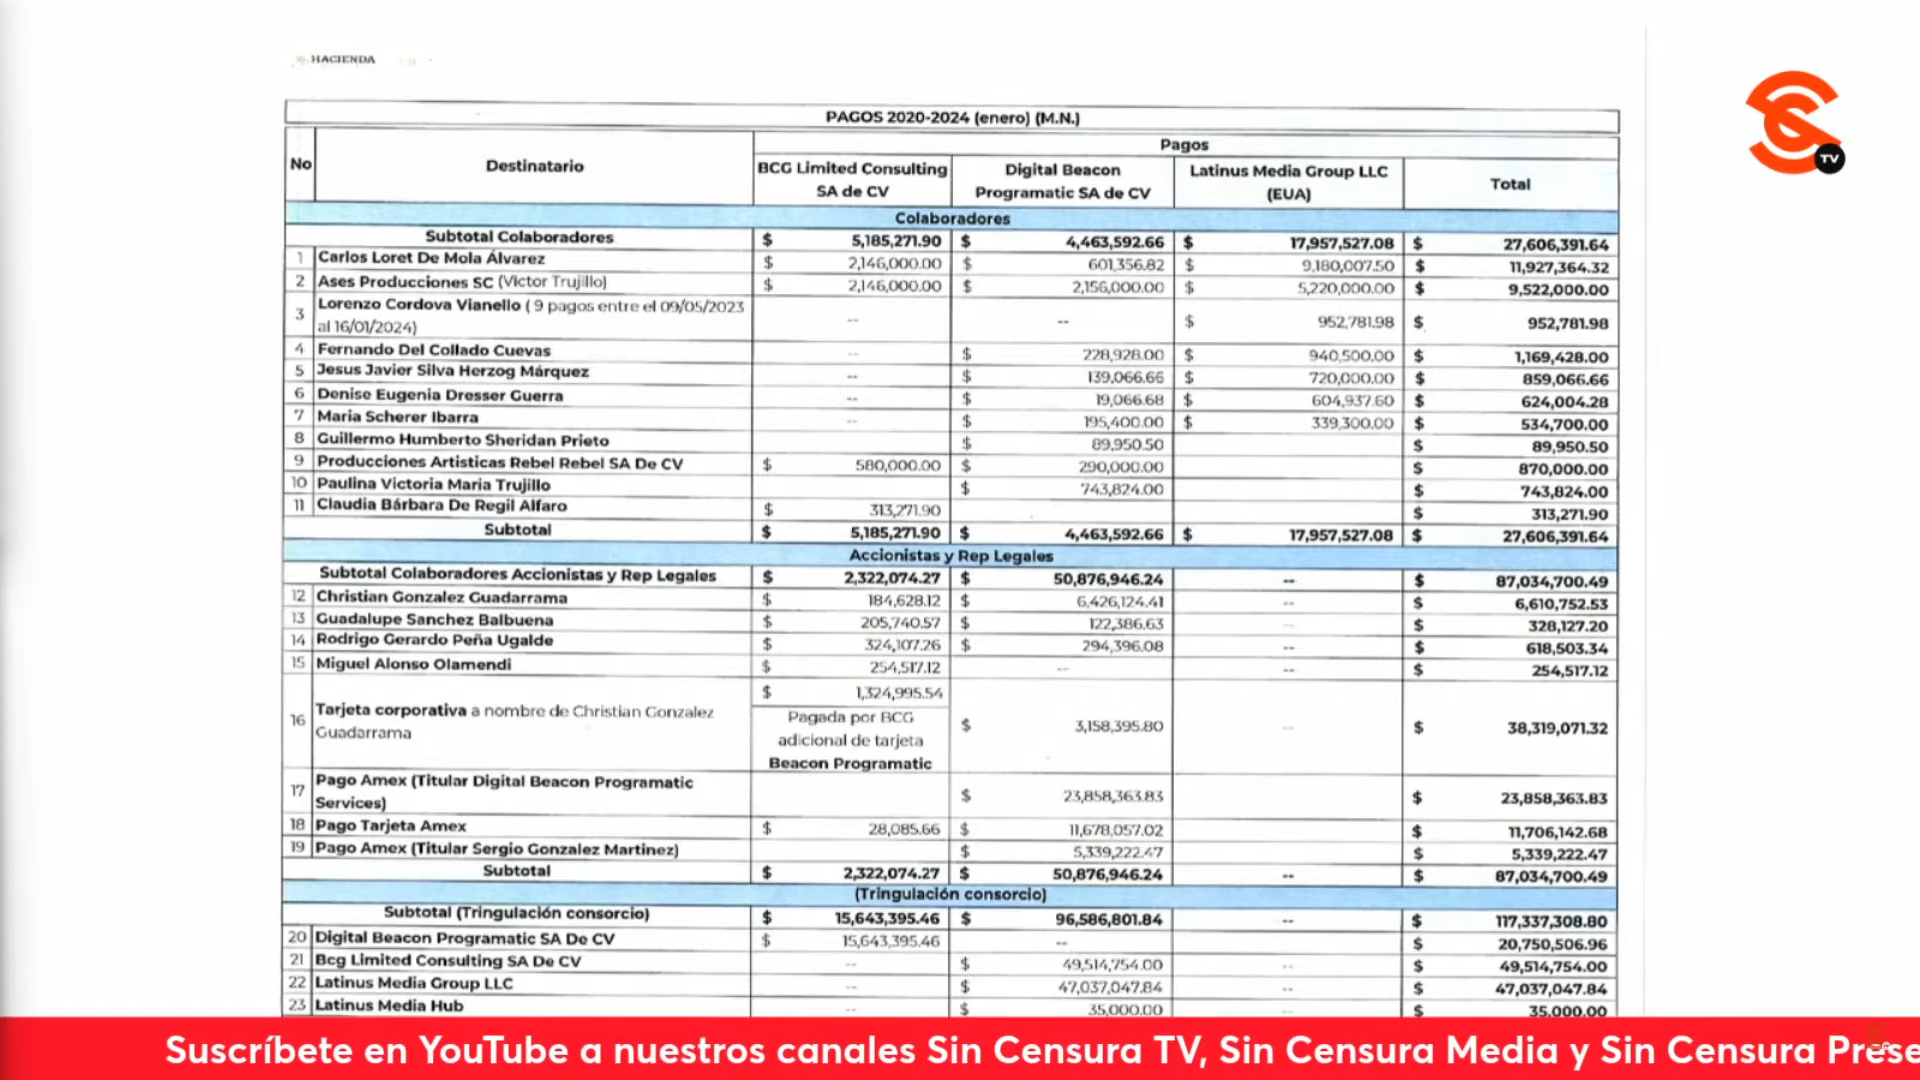 HACIENDA
PAGOS 2020-2024 (enero) (M.N.)
No Destinatario Pagos
BCG Limited Consulting SA de CV Digital Beacon Programatic SA de CV Latinus Media Group LLC (EUA) Total
Colaboradores
Subtotal Colaboradores $ 5,185,271.90 $ 4,463,592.66 $ 17,957,527.08 $ 27,606,391.64
1 Carlos Loret De Mola Álvarez $ 2,146,000.00 $ 601,356.82 $ 9,180,007.50 $ 11,927,364.32
2 Ases Producciones SC (Victor Trujillo) $ 2,146,000.00 $ 2,156,000.00 $ 5,220,000.00 $ 9,522,000.00
3 Lorenzo Cordova Vianello ( 9 pagos entre el 09/05/2023 al 16/01/2024) -- -- $ 952,781.98 $ 952,781.98
4 Fernando Del Collado Cuevas -- $ 228,928.00 $ 940,500.00 $ 1,169,428.00
5 Jesus Javier Silva Herzog Márquez -- $ 139,066.66 $ 720,000.00 $ 859,066.66
6 Denise Eugenia Dresser Guerra -- $ 19,066.68 $ 604,937.60 $ 624,004.28
7 Maria Scherer Ibarra -- $ 195,400.00 $ 339,300.00 $ 534,700.00
8 Guillermo Humberto Sheridan Prieto $ 89,950.50 $ 89,950.50
9 Producciones Artisticas Rebel Rebel SA De CV $ 580,000.00 $ 290,000.00 $ 870,000.00
10 Paulina Victoria Maria Trujillo $ 743,824.00 $ 743,824.00
11 Claudia Bárbara De Regil Alfaro $ 313,271.90 $ 313,271.90
Subtotal $ 5,185,271.90 $ 4,463,592.66 $ 17,957,527.08 $ 27,606,391.64
Accionistas y Rep Legales
Subtotal Colaboradores Accionistas y Rep Legales $ 2,322,074.27 $ 50,876,946.24 -- $ 87,034,700.49
12 Christian Gonzalez Guadarrama $ 184,628.12 $ 6,426,124.41 -- $ 6,610,752.53
13 Guadalupe Sanchez Balbuena $ 205,740.57 $ 122,386.63 -- $ 328,127.20
14 Rodrigo Gerardo Peña Ugalde $ 324,107.26 $ 294,396.08 -- $ 618,503.34
15 Miguel Alonso Olamendi $ 254,517.12 -- -- $ 254,517.12
16 Tarjeta corporativa a nombre de Christian Gonzalez Guadarrama $ 1,324,995.54 Pagada por BCG adicional de tarjeta Beacon Programatic $ 3,158,395.80 -- $ 38,319,071.32
17 Pago Amex (Titular Digital Beacon Programatic Services) $ 23,858,363.83 $ 23,858,363.83
18 Pago Tarjeta Amex $ 28,085.66 $ 11,678,057.02 $ 11,706,142.68
19 Pago Amex (Titular Sergio Gonzalez Martinez) $ 5,339,222.47 $ 5,339,222.47
Subtotal $ 2,322,074.27 $ 50,876,946.24 -- $ 87,034,700.49
(Tringulación consorcio)
Subtotal (Tringulación consorcio) $ 15,643,395.46 $ 96,586,801.84 -- $ 117,337,308.80
20 Digital Beacon Programatic SA De CV $ 15,643,395.46 -- $ 20,750,506.96
21 Bcg Limited Consulting SA De CV -- $ 49,514,754.00 -- $ 49,514,754.00
22 Latinus Media Group LLC -- $ 47,037,047.84 -- $ 47,037,047.84
23 Latinus Media Hub -- $ 35,000.00 -- $ 35,000.00
TV
Suscríbete en YouTube a nuestros canales Sin Censura TV, Sin Censura Media y Sin Censura Prese